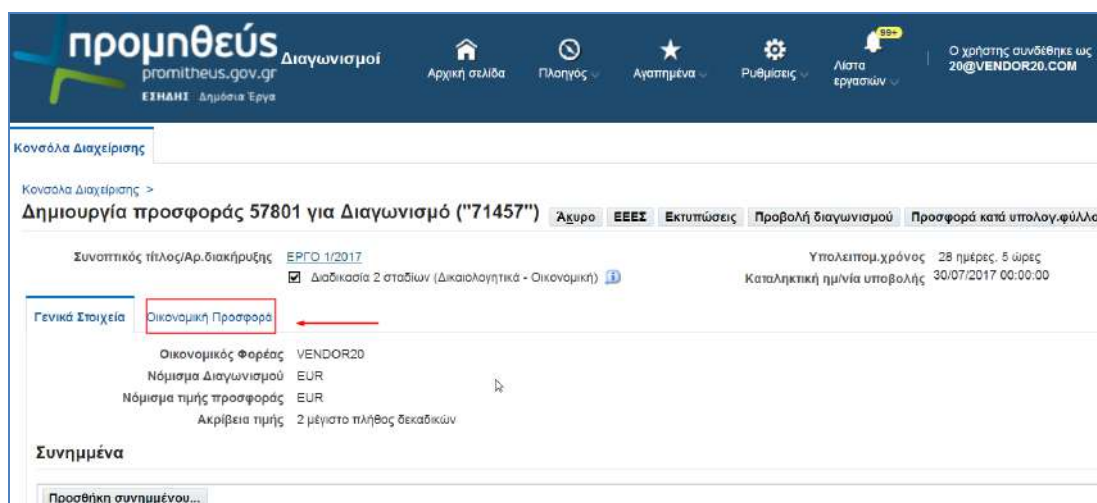 προμηθεύς
promitheus.gov.gr
ΕΣΗΔΗΣ Δημόσια Έργα
Διαγωνισμοί
Αρχική σελίδα
Πλοηγός
Αγαπημένα
Ρυθμίσεις
99+
Λίστα
εργασιών
Ο χρήστης συνδέθηκε ως
20@VENDOR20.COM
Κονσόλα Διαχείρισης
Κονσόλα Διαχείρισης >
Δημιουργία προσφοράς 57801 για Διαγωνισμό ("71457") Άκυρο ΕΕΕΣ Εκτυπώσεις Προβολή διαγωνισμού Προσφορά κατά υπολογ.φύλλο
Συνοπτικός τίτλος/Αρ.διακήρυξης ΕΡΓΟ 1/2017
Διαδικασία 2 σταδίων (Δικαιολογητικά - Οικονομική)
Υπολειπομ.χρόνος 28 ημέρες, 5 ώρες
Καταληκτική ημ/νία υποβολής 30/07/2017 00:00:00
Γενικά Στοιχεία Οικονομική Προσφορά
Οικονομικός Φορέας VENDOR20
Νόμισμα Διαγωνισμού EUR
Νόμισμα τιμής προσφοράς EUR
Ακρίβεια τιμής 2 μέγιστο πλήθος δεκαδικών
Συνημμένα
Προσθήκη συνημμένου...